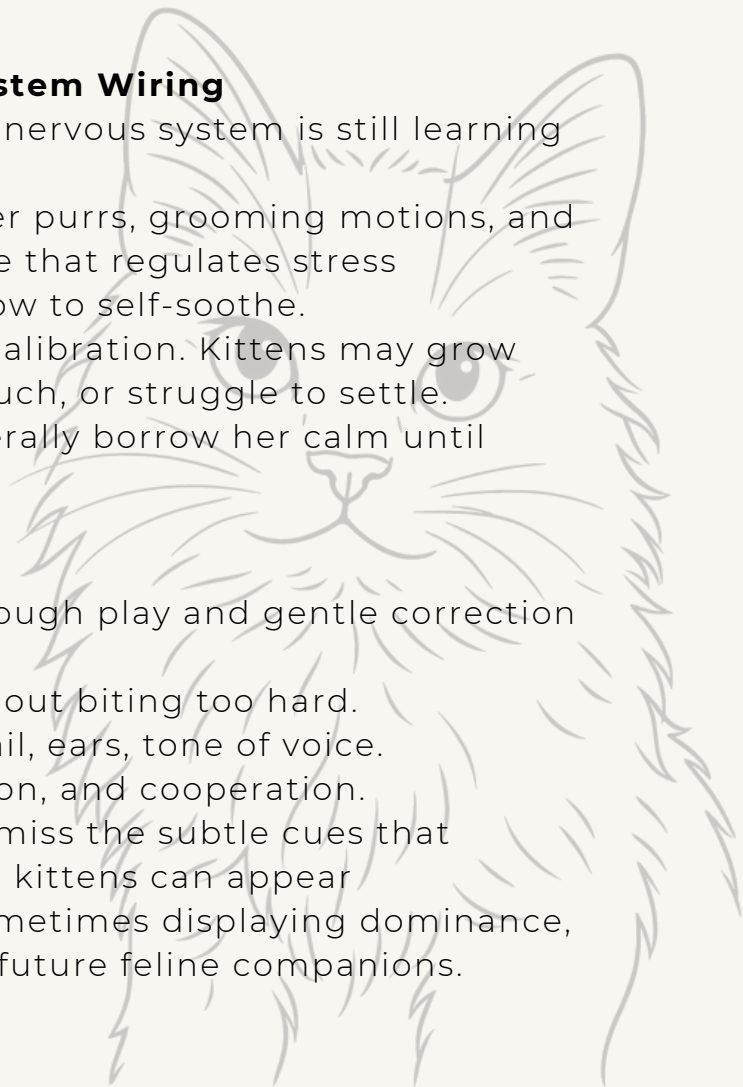 stem Wiring
nervous system is still learning
er purrs, grooming motions, and
e that regulates stress
ow to self-soothe.
alibration. Kittens may grow
uch, or struggle to settle.
erally borrow her calm until
ough play and gentle correction
out biting too hard.
ail, ears, tone of voice.
on, and cooperation.
miss the subtle cues that
kittens can appear
metimes displaying dominance,
future feline companions.